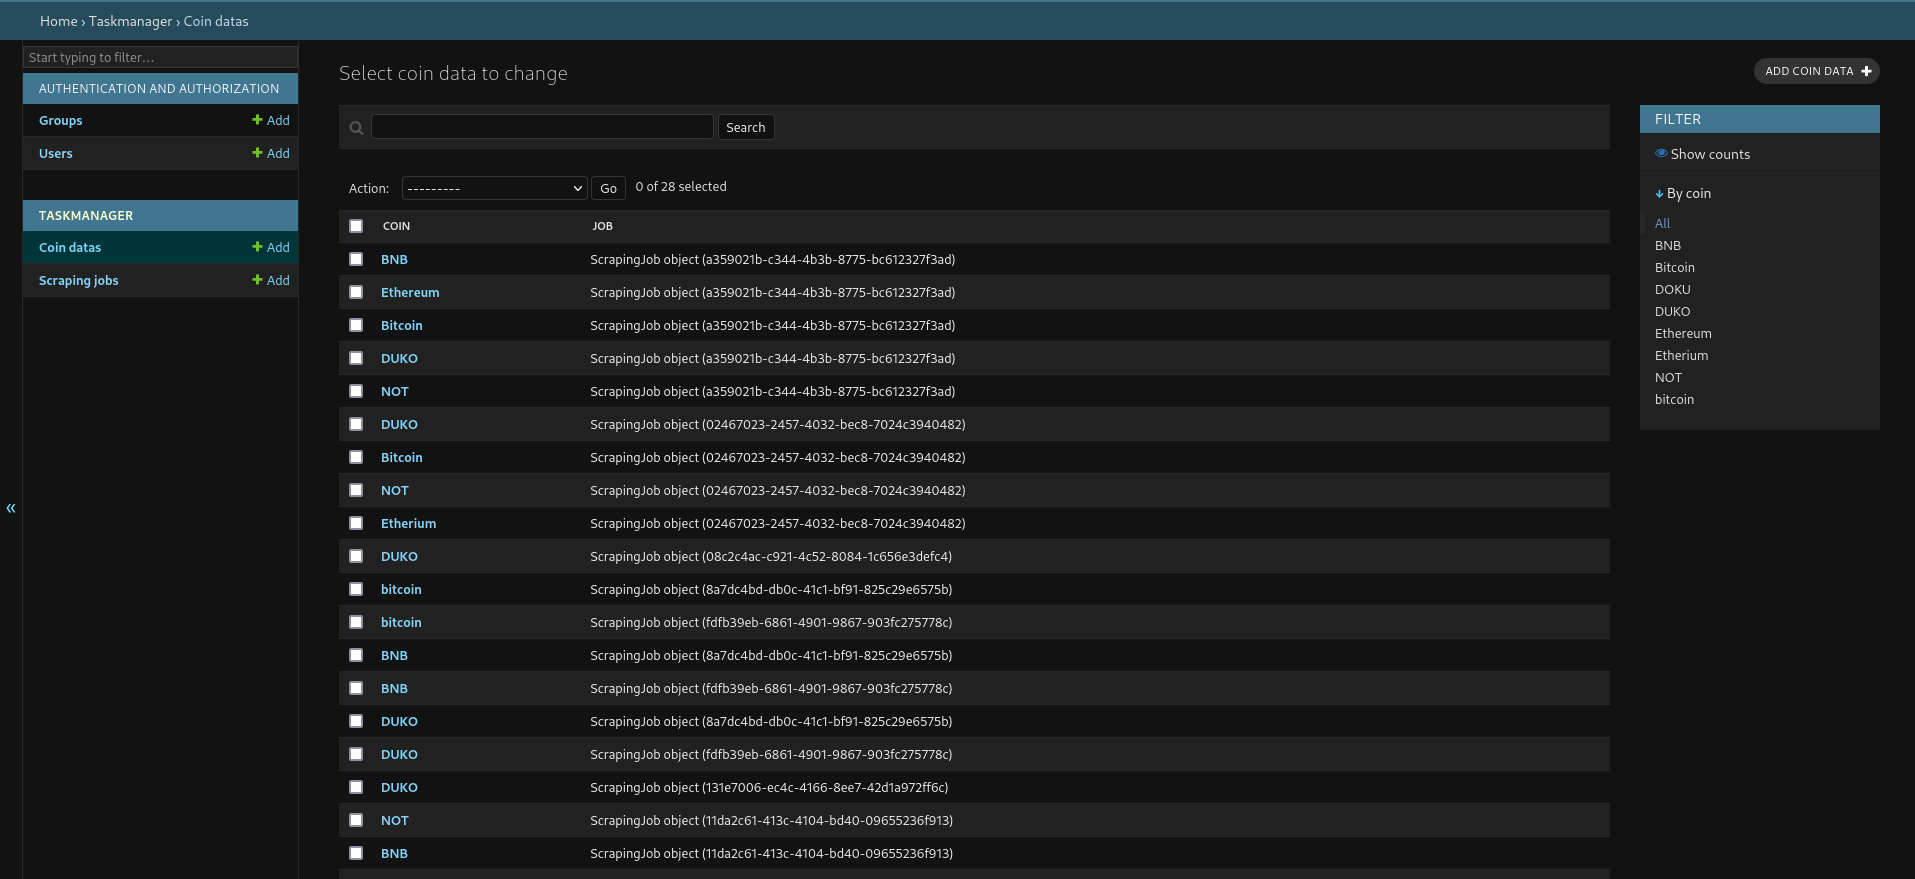 Home › Taskmanager › Coin datas
Start typing to filter…
AUTHENTICATION AND AUTHORIZATION
Groups + Add
Users + Add
TASKMANAGER
Coin datas + Add
Scraping jobs + Add
«
Select coin data to change
ADD COIN DATA +
Search
Action: --------- Go 0 of 28 selected
COIN JOB
BNB ScrapingJob object (a359021b-c344-4b3b-8775-bc612327f3ad)
Ethereum ScrapingJob object (a359021b-c344-4b3b-8775-bc612327f3ad)
Bitcoin ScrapingJob object (a359021b-c344-4b3b-8775-bc612327f3ad)
DUKO ScrapingJob object (a359021b-c344-4b3b-8775-bc612327f3ad)
NOT ScrapingJob object (a359021b-c344-4b3b-8775-bc612327f3ad)
DUKO ScrapingJob object (02467023-2457-4032-bec8-7024c3940482)
Bitcoin ScrapingJob object (02467023-2457-4032-bec8-7024c3940482)
NOT ScrapingJob object (02467023-2457-4032-bec8-7024c3940482)
Etherium ScrapingJob object (02467023-2457-4032-bec8-7024c3940482)
DUKO ScrapingJob object (08c2c4ac-c921-4c52-8084-1c656e3defc4)
bitcoin ScrapingJob object (8a7dc4bd-db0c-41c1-bf91-825c29e6575b)
bitcoin ScrapingJob object (fdfb39eb-6861-4901-9867-903fc275778c)
BNB ScrapingJob object (8a7dc4bd-db0c-41c1-bf91-825c29e6575b)
BNB ScrapingJob object (fdfb39eb-6861-4901-9867-903fc275778c)
DUKO ScrapingJob object (8a7dc4bd-db0c-41c1-bf91-825c29e6575b)
DUKO ScrapingJob object (fdfb39eb-6861-4901-9867-903fc275778c)
DUKO ScrapingJob object (131e7006-ec4c-4166-8ee7-42d1a972ff6c)
NOT ScrapingJob object (11da2c61-413c-4104-bd40-09655236f913)
BNB ScrapingJob object (11da2c61-413c-4104-bd40-09655236f913)
FILTER
Show counts
↓ By coin
All
BNB
Bitcoin
DOKU
DUKO
Ethereum
Etherium
NOT
bitcoin